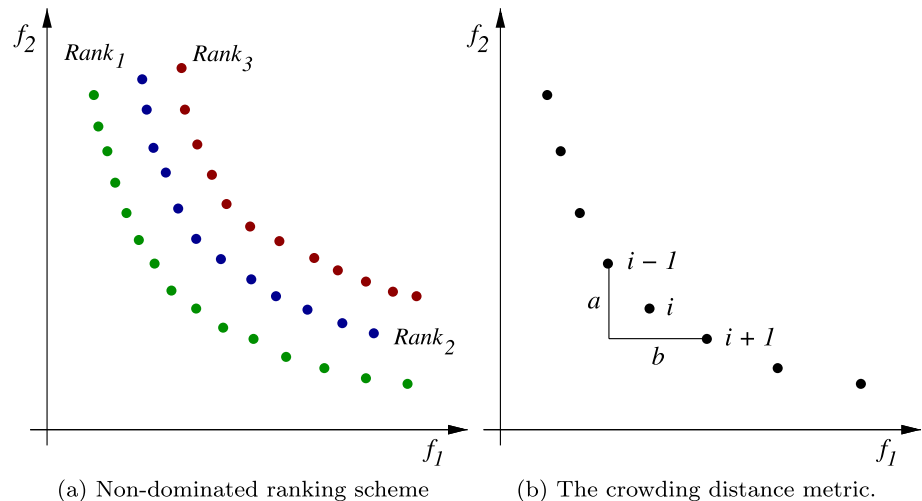 f2
Rank1
Rank3
Rank2
f1
(a) Non-dominated ranking scheme
f2
i − 1
a
i
i + 1
b
f1
(b) The crowding distance metric.